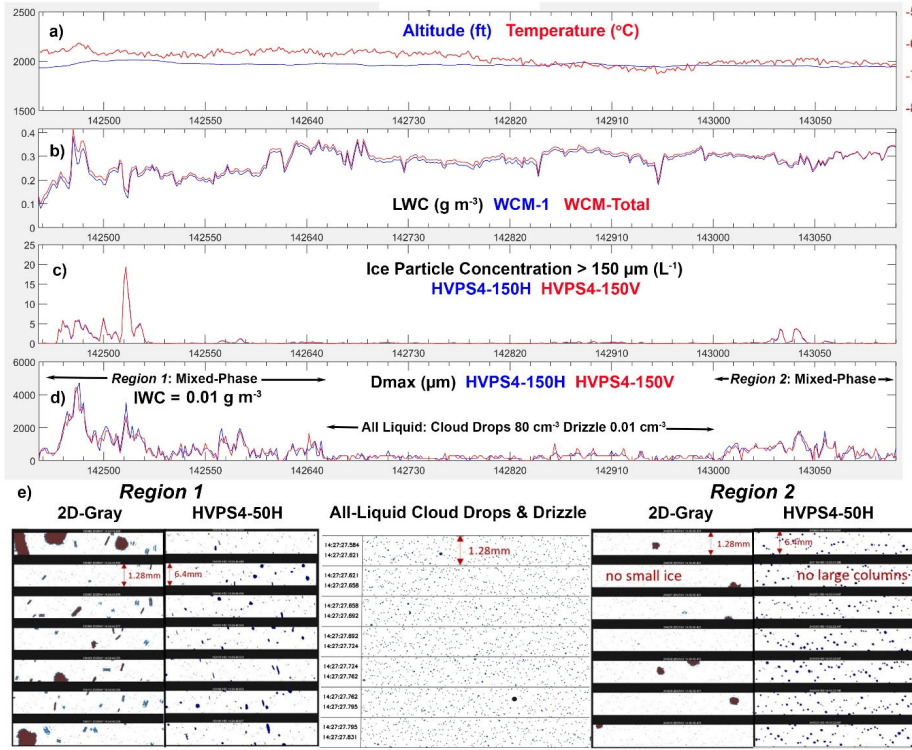 2500
a)
Altitude (ft) Temperature (°C)
2000
1500
142500 142550 142640 142730 142820 142910 143000 143050
0.4
b)
0.3
0.2
LWC (g m-3) WCM-1 WCM-Total
0.1
0
142500 142550 142640 142730 142820 142910 143000 143050
25
c)
Ice Particle Concentration > 150 µm (L-1)
20
HVPS4-150H HVPS4-150V
15
10
5
0
142500 142550 142640 142730 142820 142910 143000 143050
6000
Region 1: Mixed-Phase
Dmax (µm) HVPS4-150H HVPS4-150V
Region 2: Mixed-Phase
d)
IWC = 0.01 g m-3
4000
All Liquid: Cloud Drops 80 cm-3 Drizzle 0.01 cm-3
2000
0
142500 142550 142640 142730 142820 142910 143000 143050
e)
Region 1
Region 2
2D-Gray HVPS4-50H All-Liquid Cloud Drops & Drizzle 2D-Gray HVPS4-50H
14:27:27.584
14:27:27.621
1.28mm
1.28mm
6.4mm
1.28mm
6.4mm
14:27:27.621
14:27:27.658
no small ice
no large columns
14:27:27.658
14:27:27.692
14:27:27.692
14:27:27.724
14:27:27.724
14:27:27.762
14:27:27.762
14:27:27.795
14:27:27.795
14:27:27.831